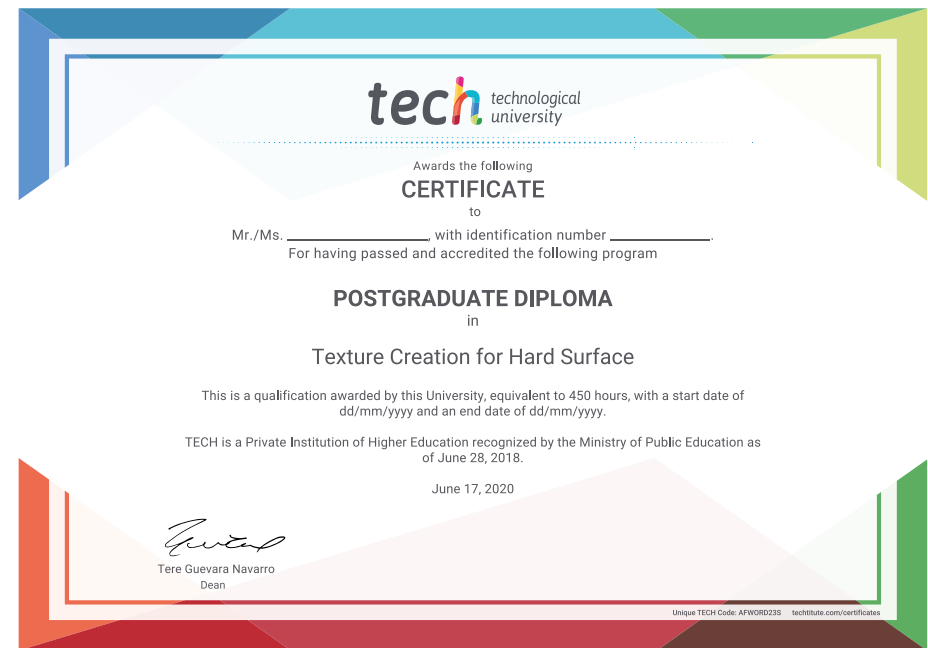 tech technological
university
Awards the following
CERTIFICATE
to
Mr./Ms. ____________________, with identification number ______________.
For having passed and accredited the following program
POSTGRADUATE DIPLOMA
in
Texture Creation for Hard Surface
This is a qualification awarded by this University, equivalent to 450 hours, with a start date of
dd/mm/yyyy and an end date of dd/mm/yyyy.
TECH is a Private Institution of Higher Education recognized by the Ministry of Public Education as
of June 28, 2018.
June 17, 2020
Tere Guevara Navarro
Dean
Unique TECH Code: AFWORD23S techtitute.com/certificates